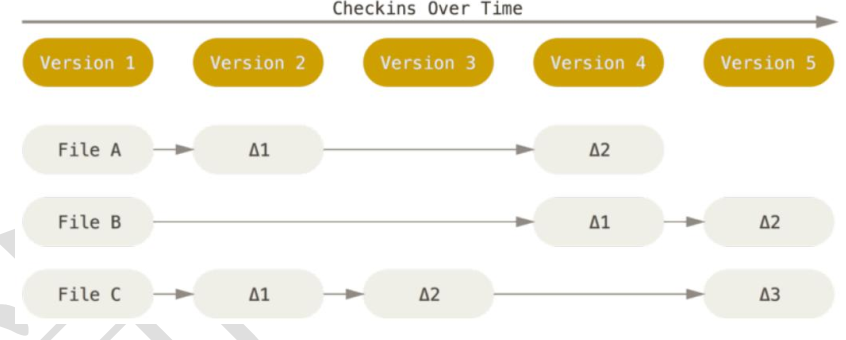 Checkins Over Time
Version 1 Version 2 Version 3 Version 4 Version 5
File A Δ1 Δ2
File B Δ1 Δ2
File C Δ1 Δ2 Δ3